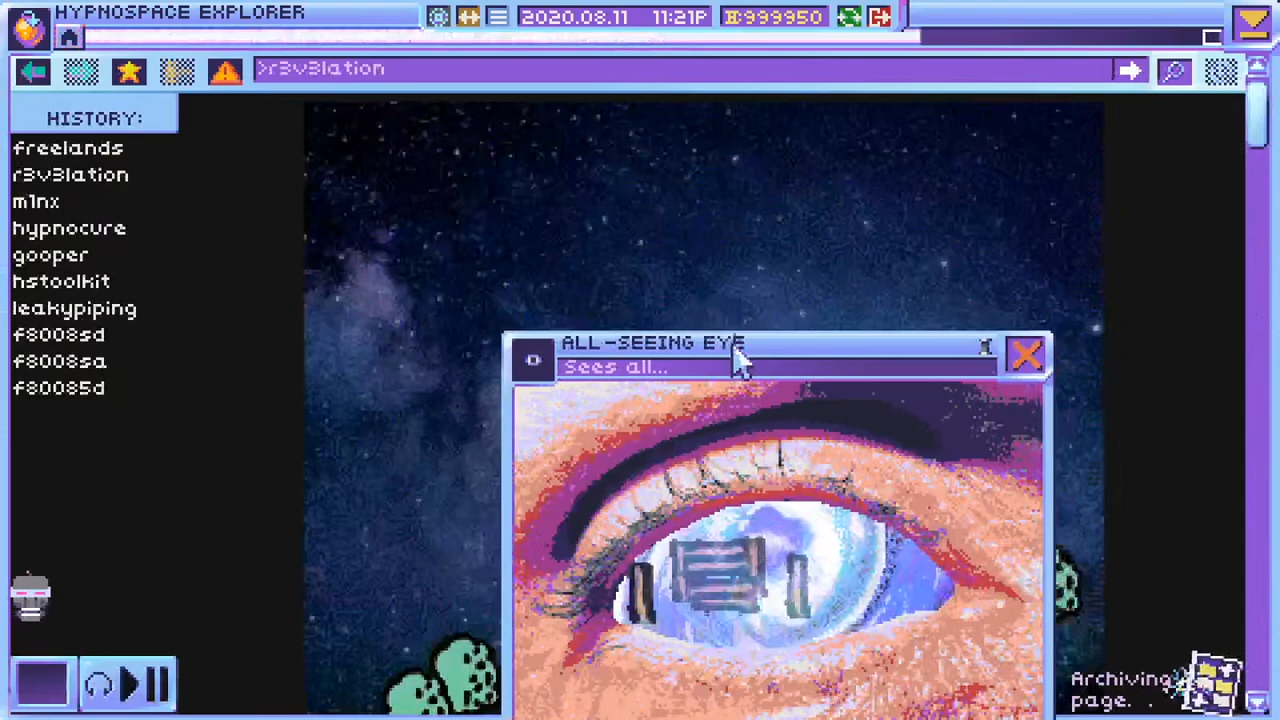 HYPNOSPACE EXPLORER
2020.08.11 11:21P
999950
>r3v3lation
HISTORY:
freelands
r3v3lation
m1nx
hypnocure
gooper
hstoolkit
leakypiping
f8008sd
f8008sa
f80085d
ALL-SEEING EYE
Sees all...
Archiving
page. .